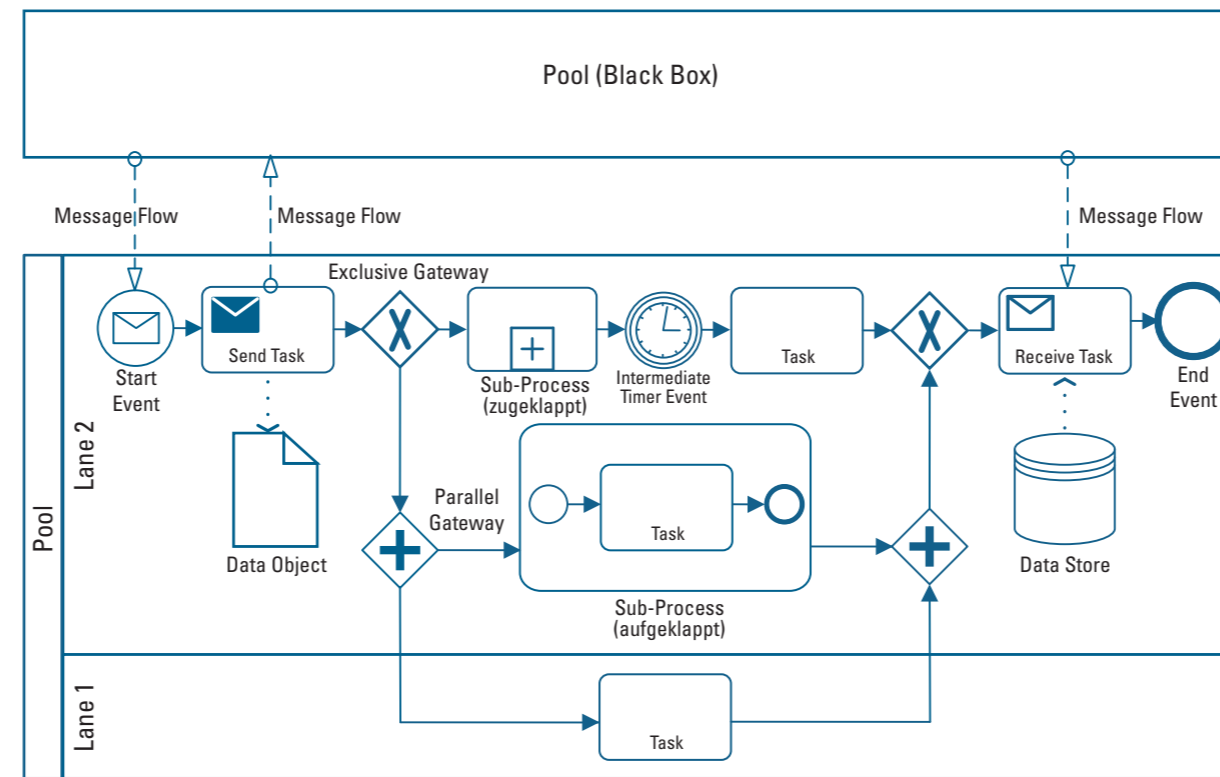 Pool (Black Box)
Message Flow
Message Flow
Message Flow
Pool
Lane 2
Exclusive Gateway
X
X
Start
Event
Send Task
Sub-Process
(zugeklappt)
Intermediate
Timer Event
Task
Receive Task
End
Event
Parallel
Gateway
Task
Data Object
Sub-Process
(aufgeklappt)
Data Store
Lane 1
Task